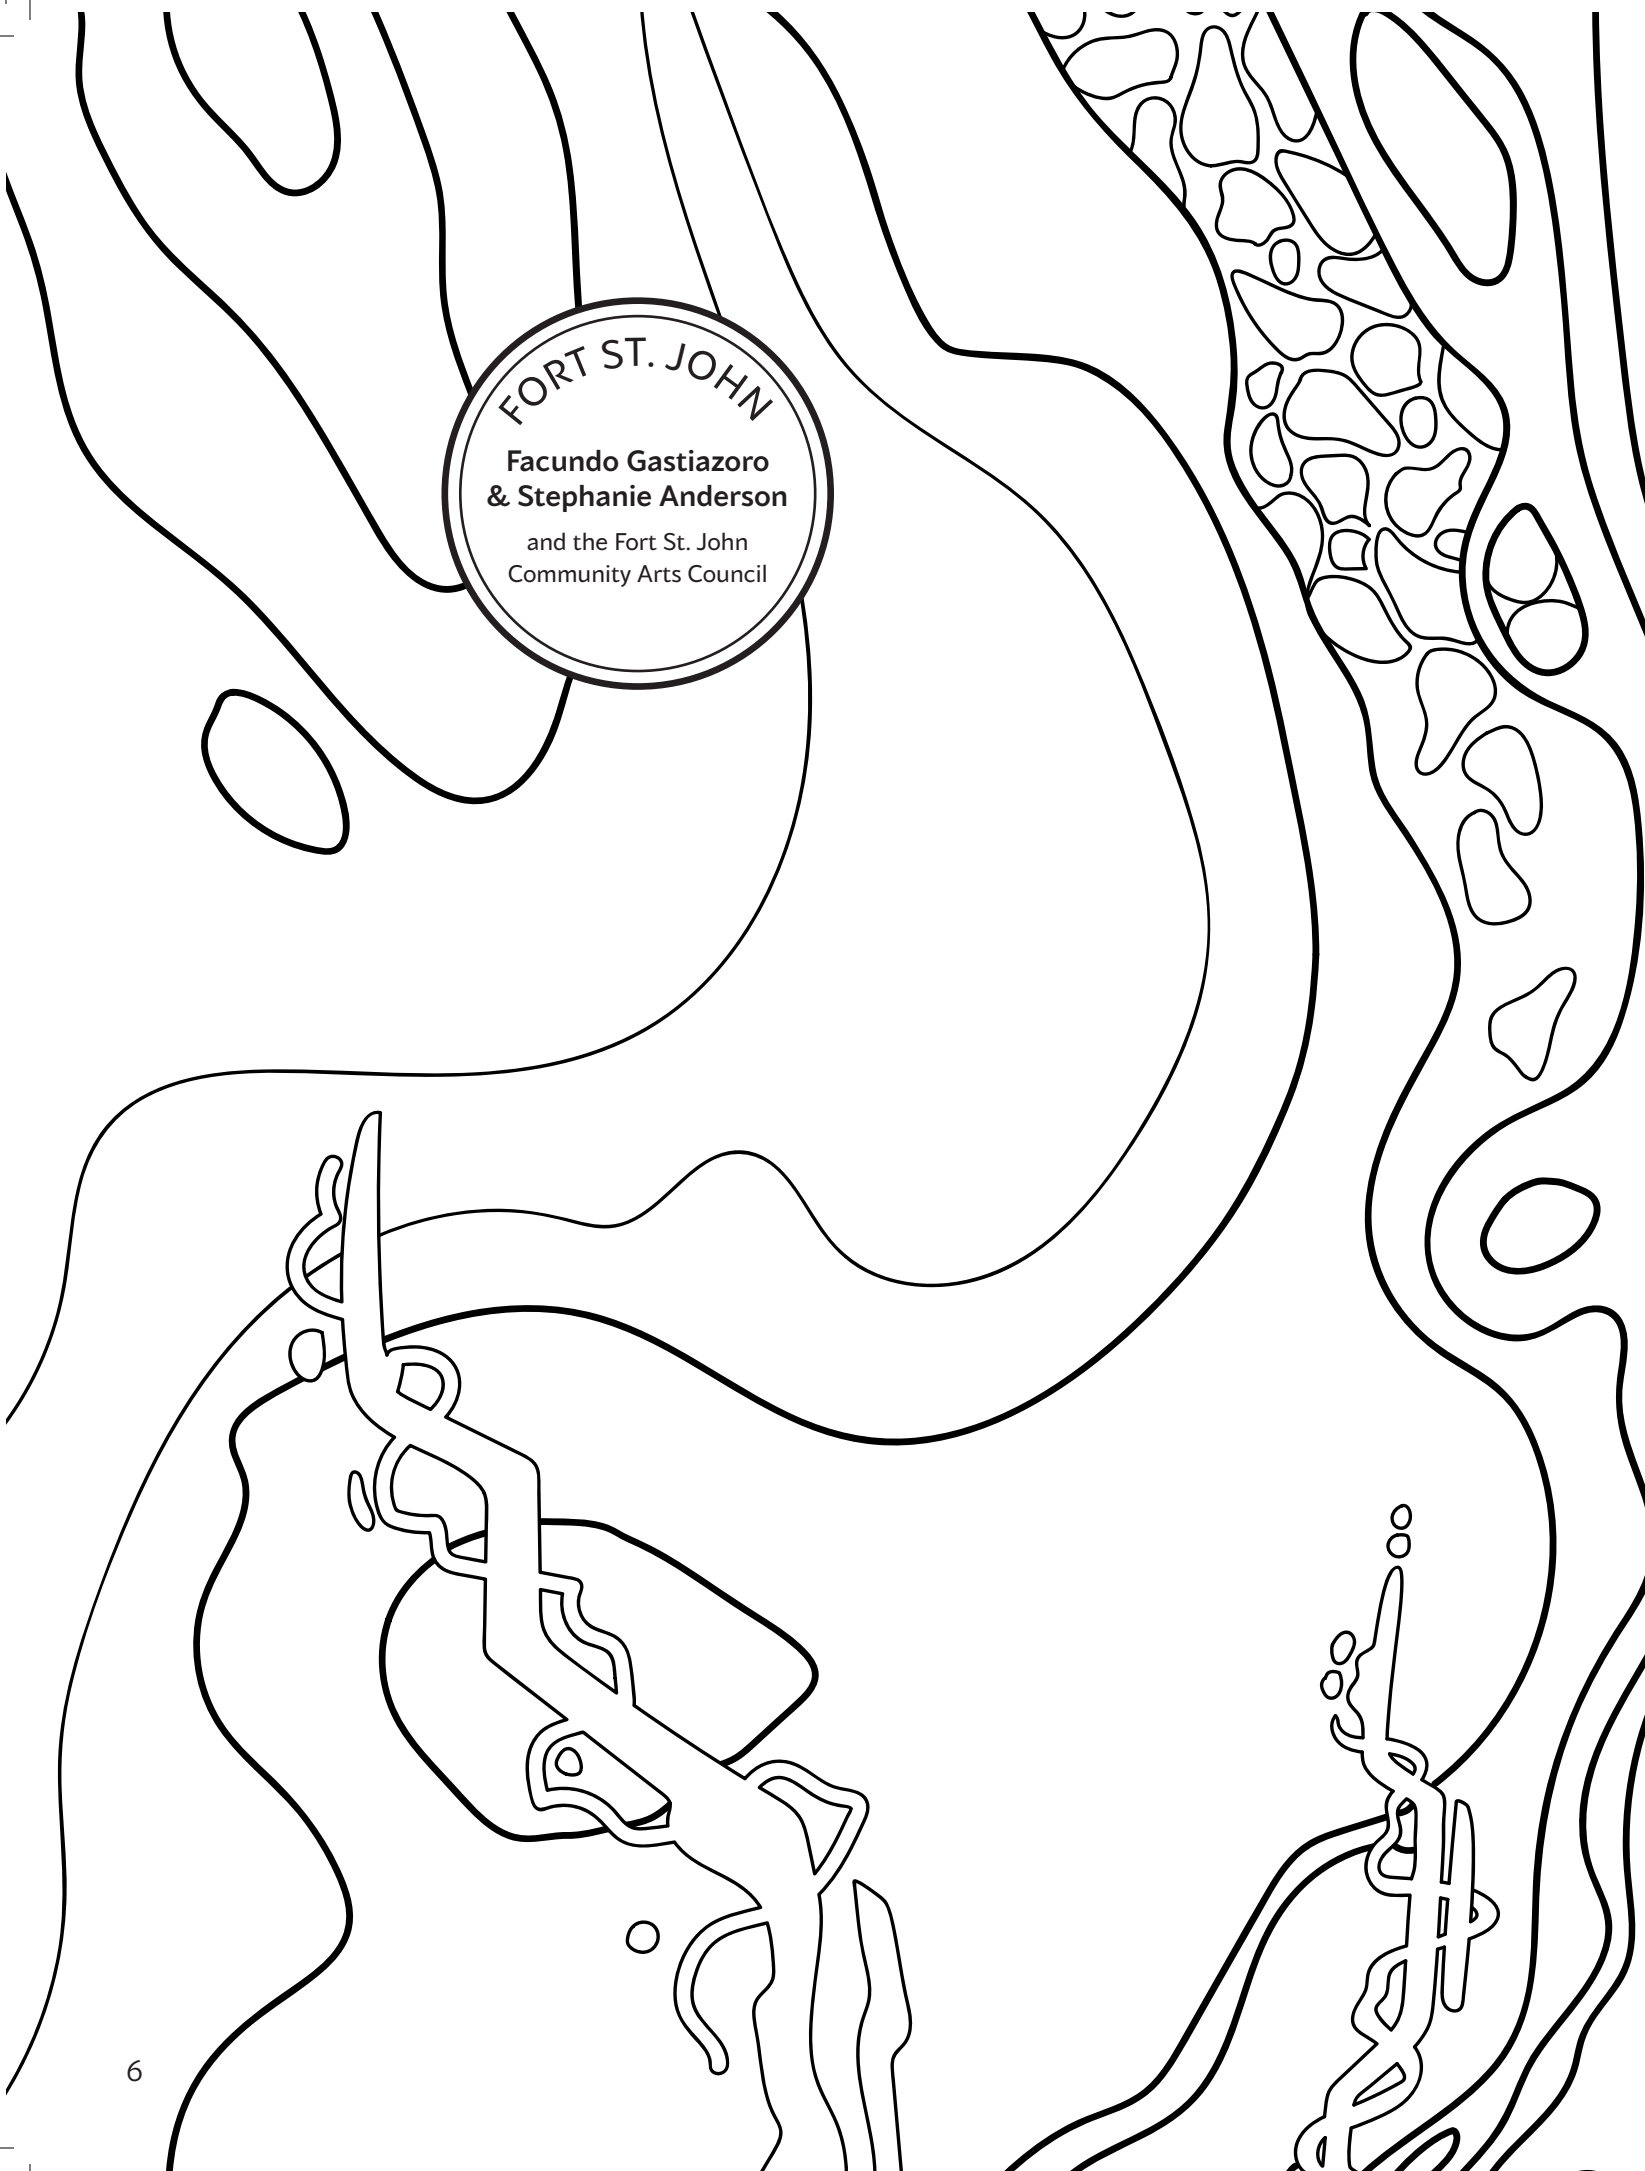 FORT ST. JOHN
Facundo Gastiazoro
& Stephanie Anderson
and the Fort St. John
Community Arts Council
6